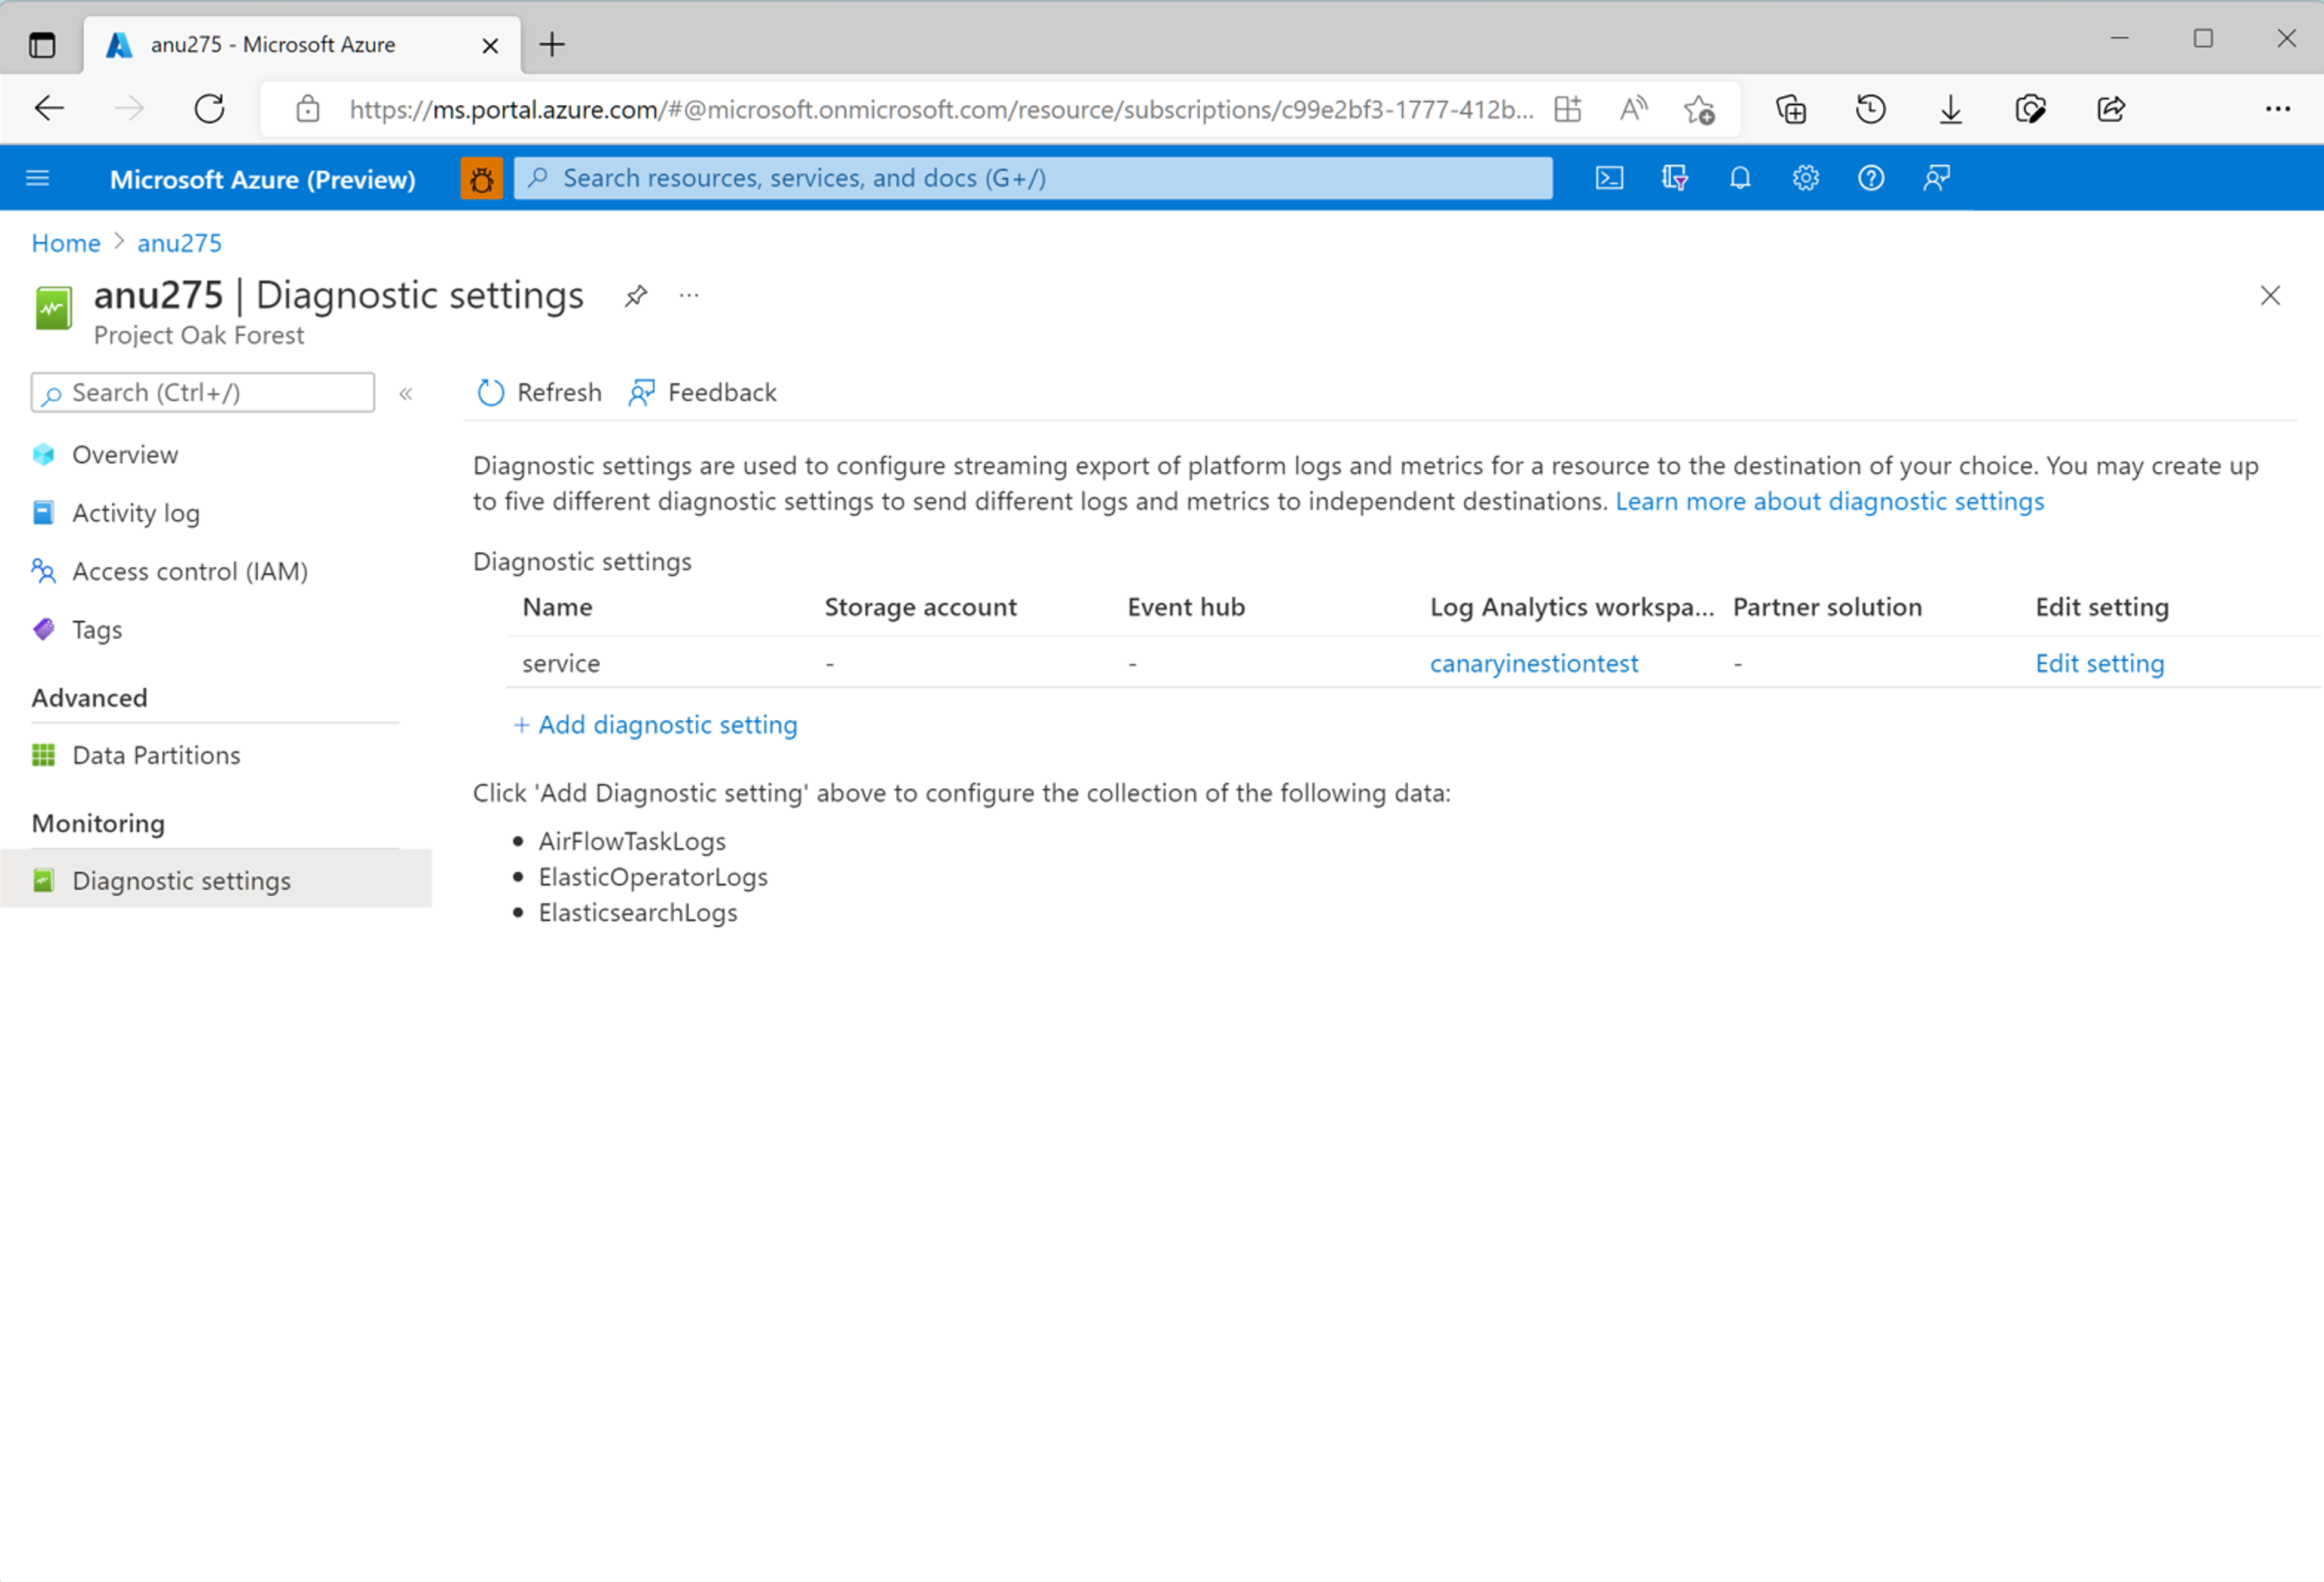 anu275 - Microsoft Azure
https://ms.portal.azure.com/#@microsoft.onmicrosoft.com/resource/subscriptions/c99e2bf3-1777-412b...
Microsoft Azure (Preview)
Search resources, services, and docs (G+/)
Home > anu275
anu275 | Diagnostic settings
Project Oak Forest
Search (Ctrl+/)
Overview
Activity log
Access control (IAM)
Tags
Advanced
Data Partitions
Monitoring
Diagnostic settings
Refresh
Feedback
Diagnostic settings are used to configure streaming export of platform logs and metrics for a resource to the destination of your choice. You may create up
to five different diagnostic settings to send different logs and metrics to independent destinations. Learn more about diagnostic settings
Diagnostic settings
Name Storage account Event hub Log Analytics workspa... Partner solution Edit setting
service - - canaryinestiontest - Edit setting
+ Add diagnostic setting
Click 'Add Diagnostic setting' above to configure the collection of the following data:
• AirFlowTaskLogs
• ElasticOperatorLogs
• ElasticsearchLogs